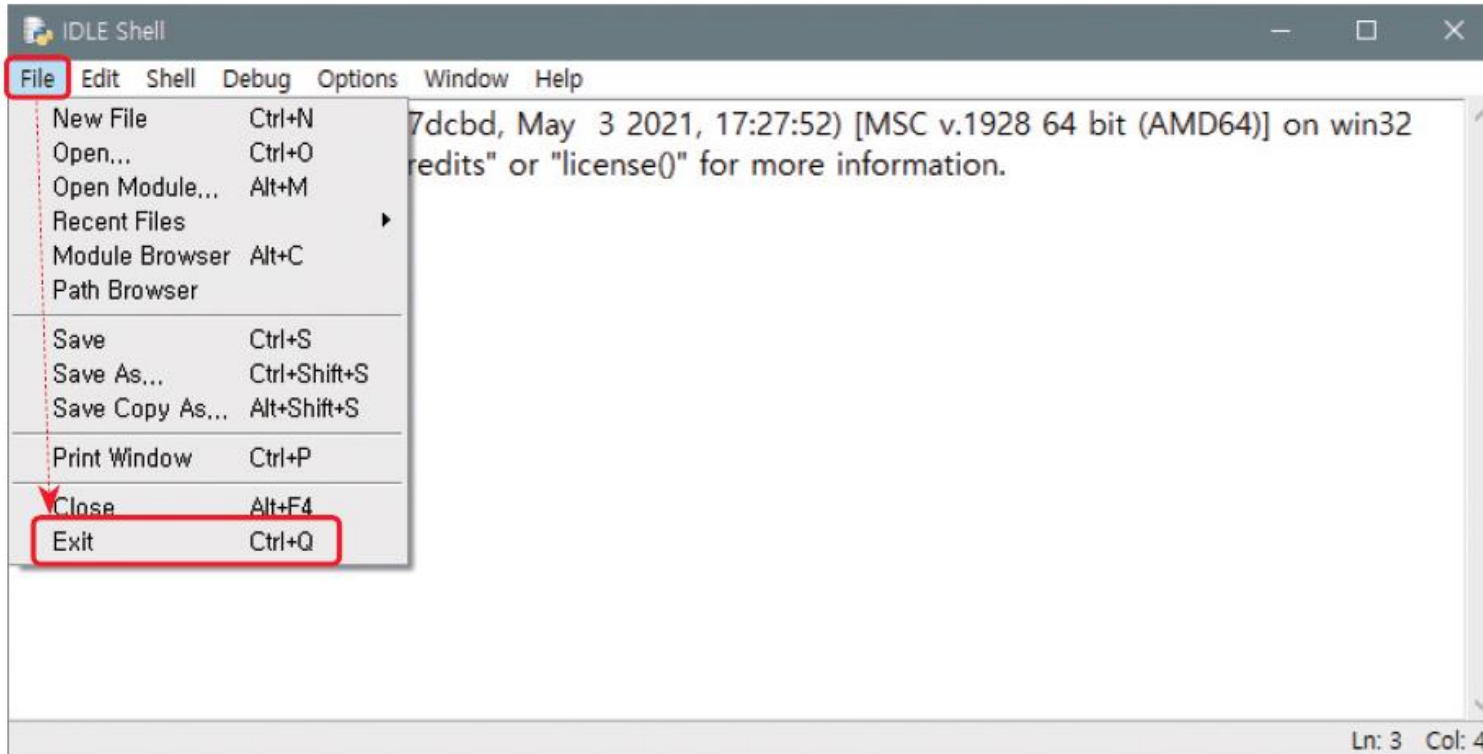 IDLE Shell
File Edit Shell Debug Options Window Help
New File Ctrl+N
Open... Ctrl+O
Open Module... Alt+M
Recent Files
Module Browser Alt+C
Path Browser
Save Ctrl+S
Save As... Ctrl+Shift+S
Save Copy As... Alt+Shift+S
Print Window Ctrl+P
Close Alt+F4
Exit Ctrl+Q
7dcbd, May 3 2021, 17:27:52) [MSC v.1928 64 bit (AMD64)] on win32
redits" or "license()" for more information.
Ln: 3 Col: 4